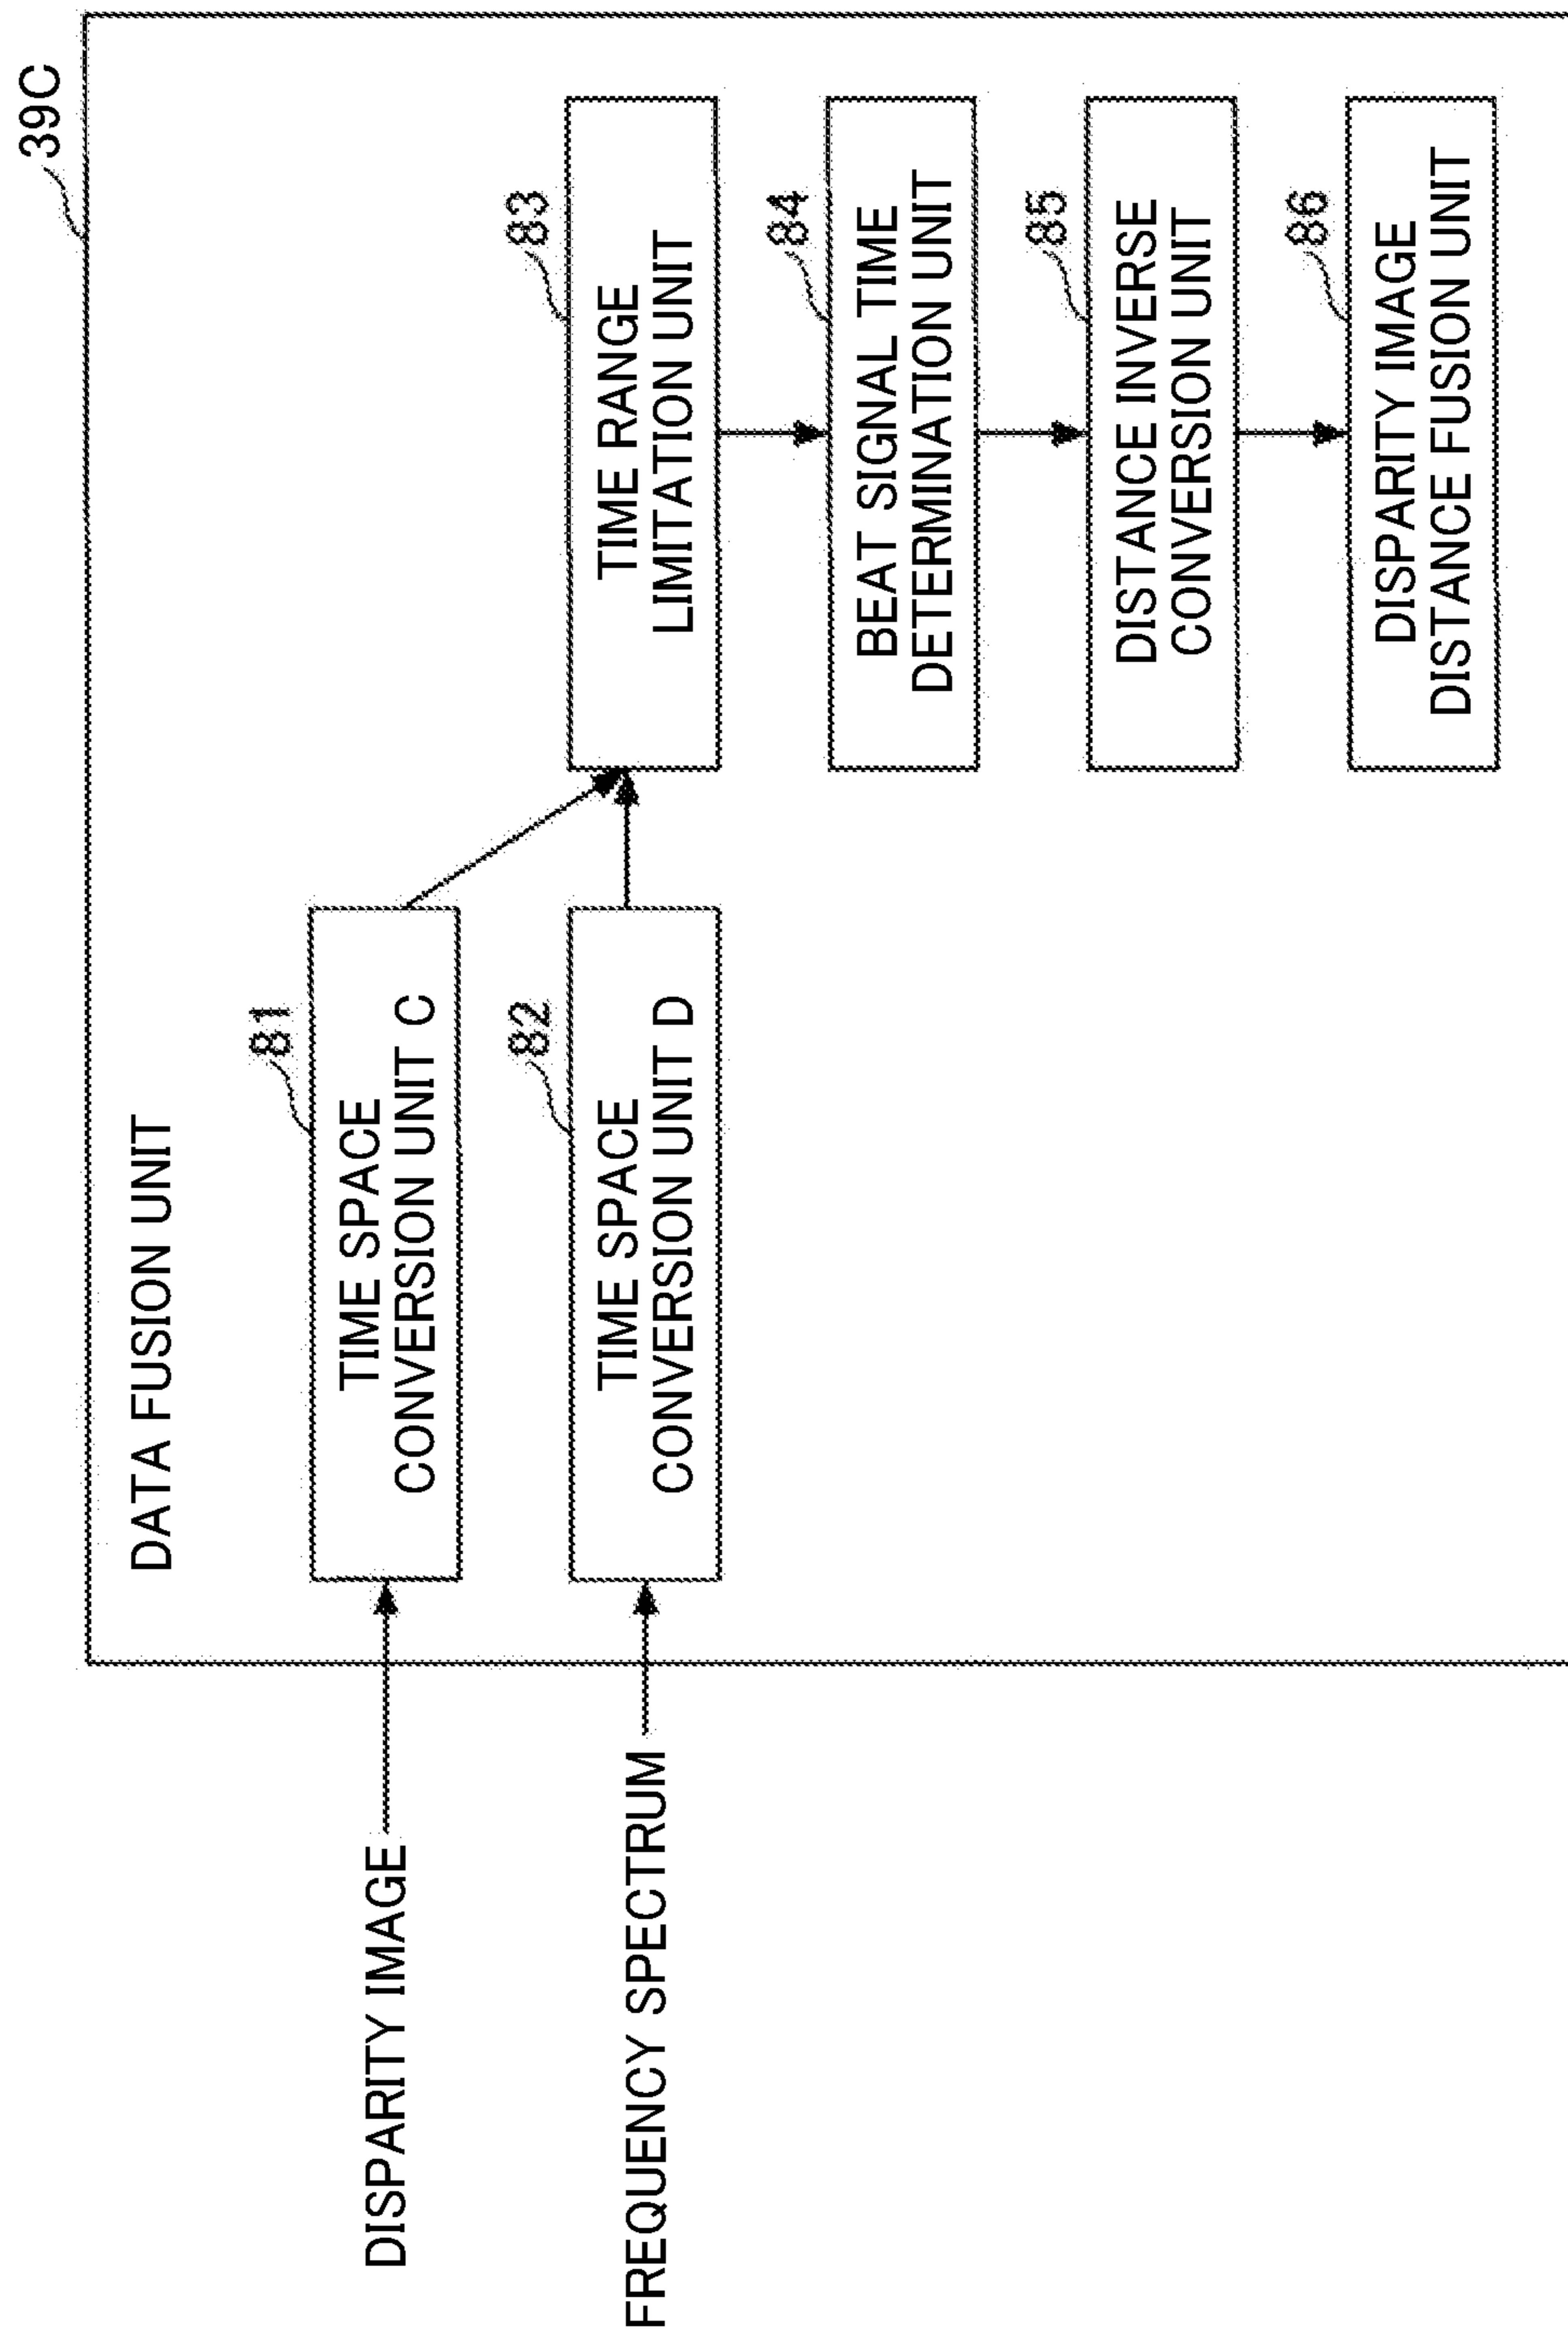 39C
DATA FUSION UNIT
DISPARITY IMAGE
81
TIME SPACE
CONVERSION UNIT C
FREQUENCY SPECTRUM
82
TIME SPACE
CONVERSION UNIT D
83
TIME RANGE
LIMITATION UNIT
84
BEAT SIGNAL TIME
DETERMINATION UNIT
85
DISTANCE INVERSE
CONVERSION UNIT
86
DISPARITY IMAGE
DISTANCE FUSION UNIT